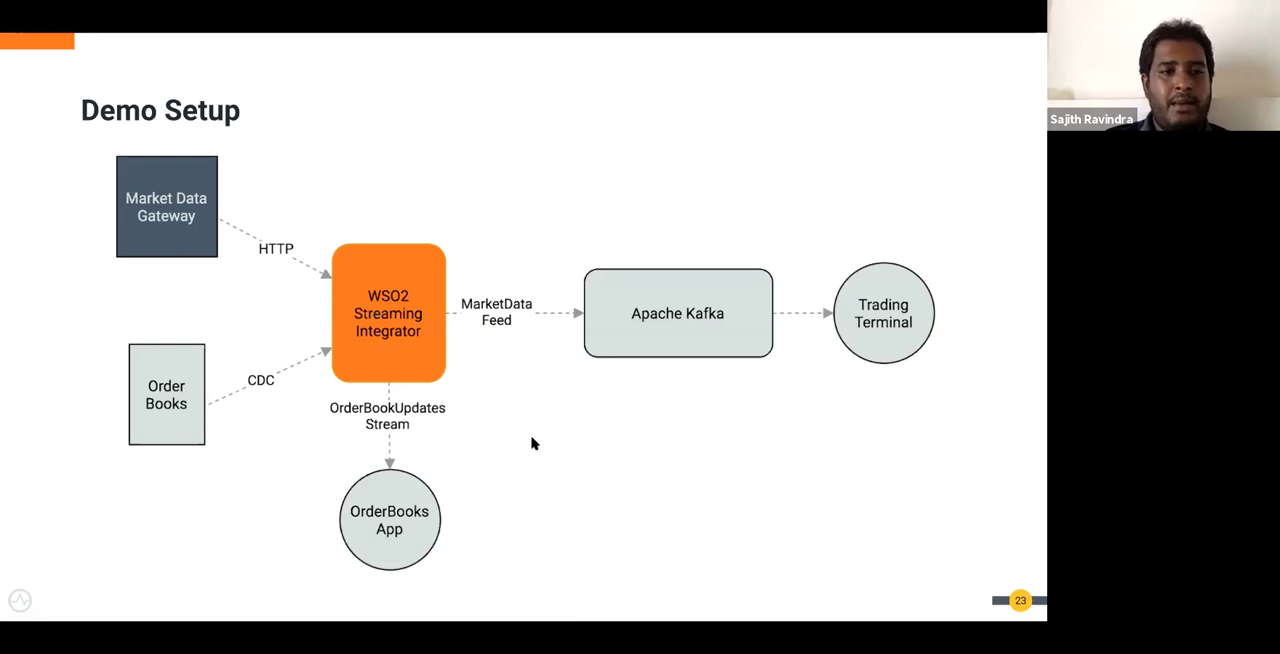 Demo Setup
Sajith Ravindra
Market Data
Gateway
HTTP
WSO2
Streaming
Integrator
MarketData
Feed
Apache Kafka
Trading
Terminal
Order
Books
CDC
OrderBookUpdates
Stream
OrderBooks
App
23